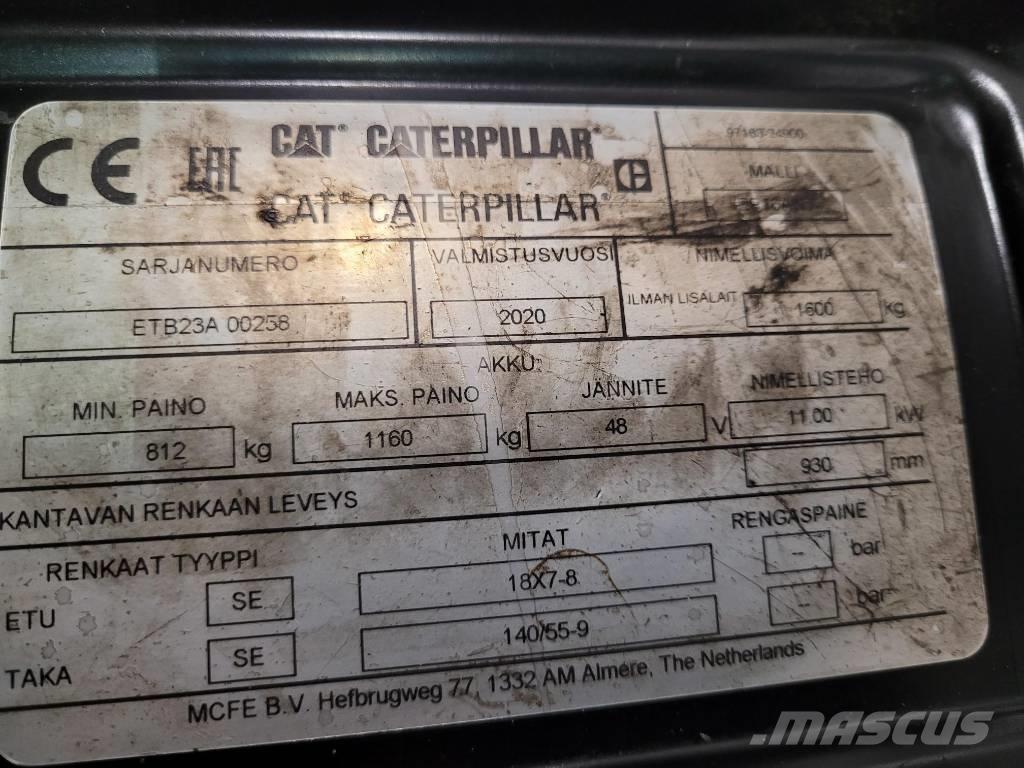 CE EAC CAT CATERPILLAR
CAT CATERPILLAR
MALLI
SARJANUMERO VALMISTUSVUOSI NIMELLISVOIMA
ETB23A 00258 2020 ILMAN LISÄLAIT 1600 kg
AKKU:
MIN. PAINO MAKS. PAINO JÄNNITE NIMELLISTEHO
812 kg 1160 kg 48 V 11.00 kW
KANTAVAN RENKAAN LEVEYS 930 mm
RENKAAT TYYPPI MITAT RENGASPAINE
ETU SE 18X7-8 - bar
TAKA SE 140/55-9 - bar
MCFE B.V. Hefbrugweg 77, 1332 AM Almere, The Netherlands
MASCUS